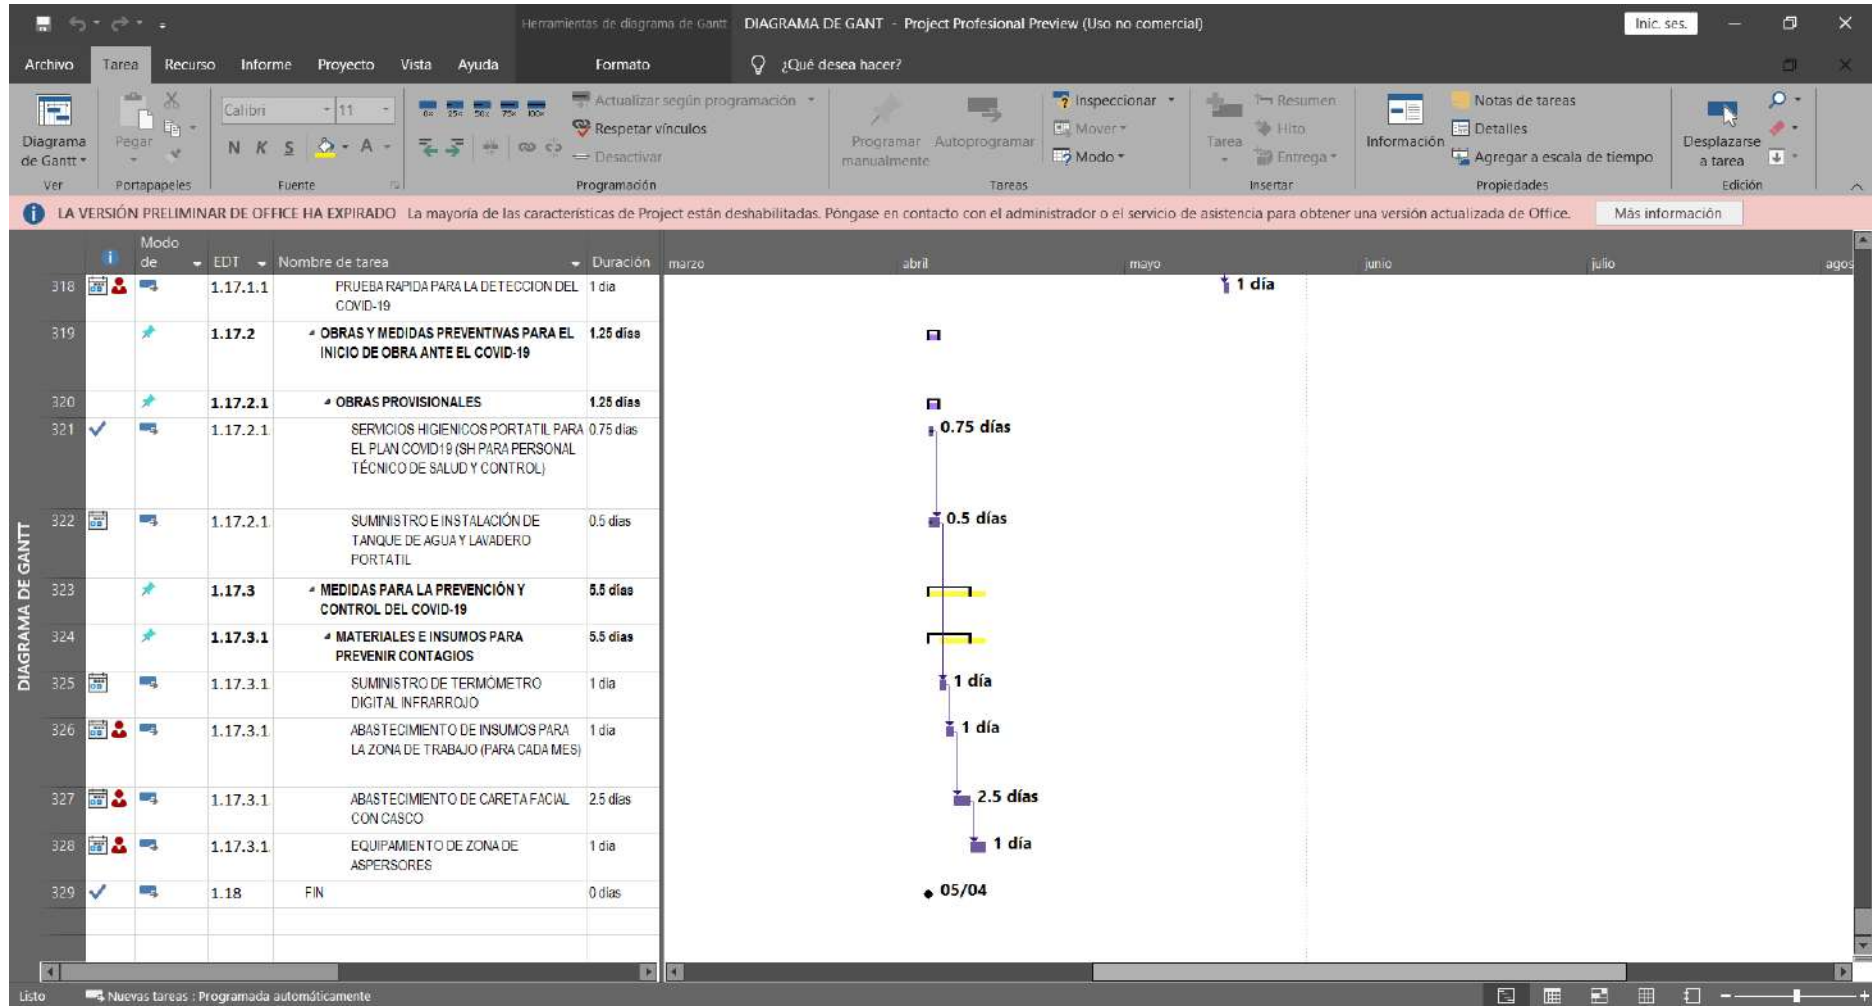 Herramientas de diagrama de Gantt DIAGRAMA DE GANT - Project Profesional Preview (Uso no comercial) Inic. ses.
Archivo Tarea Recurso Informe Proyecto Vista Ayuda Formato ¿Qué desea hacer?
Diagrama de Gantt
Ver
Pegar
Portapapeles
Calibri 11
N K S A
Fuente
0% 25% 50% 75% 100%
Actualizar según programación
Respetar vínculos
Desactivar
Programación
Programar manualmente
Autoprogramar
Inspeccionar
Mover
Modo
Tareas
Tarea
Resumen
Hito
Entrega
Insertar
Información
Notas de tareas
Detalles
Agregar a escala de tiempo
Propiedades
Desplazarse a tarea
Edición
LA VERSIÓN PRELIMINAR DE OFFICE HA EXPIRADO La mayoría de las características de Project están deshabilitadas. Póngase en contacto con el administrador o el servicio de asistencia para obtener una versión actualizada de Office. Más información
Modo de EDT Nombre de tarea Duración marzo abril mayo junio julio agos
318 1.17.1.1 PRUEBA RAPIDA PARA LA DETECCION DEL 1 dia 1 día
COVID-19
319 1.17.2 OBRAS Y MEDIDAS PREVENTIVAS PARA EL 1.25 días
INICIO DE OBRA ANTE EL COVID-19
320 1.17.2.1 OBRAS PROVISIONALES 1.25 días
321 1.17.2.1 SERVICIOS HIGIENICOS PORTATIL PARA 0.75 días 0.75 días
EL PLAN COVID19 (SH PARA PERSONAL
TÉCNICO DE SALUD Y CONTROL)
322 1.17.2.1 SUMINISTRO E INSTALACIÓN DE 0.5 días 0.5 días
TANQUE DE AGUA Y LAVADERO
PORTATIL
323 1.17.3 MEDIDAS PARA LA PREVENCIÓN Y 5.5 días
CONTROL DEL COVID-19
324 1.17.3.1 MATERIALES E INSUMOS PARA 5.5 días
PREVENIR CONTAGIOS
325 1.17.3.1 SUMINISTRO DE TERMÓMETRO 1 día 1 día
DIGITAL INFRARROJO
326 1.17.3.1 ABASTECIMIENTO DE INSUMOS PARA 1 día 1 día
LA ZONA DE TRABAJO (PARA CADA MES)
327 1.17.3.1 ABASTECIMIENTO DE CARETA FACIAL 2.5 días 2.5 días
CON CASCO
328 1.17.3.1 EQUIPAMIENTO DE ZONA DE 1 día 1 día
ASPERSORES
329 1.18 FIN 0 días 05/04
DIAGRAMA DE GANTT
Listo Nuevas tareas : Programada automáticamente